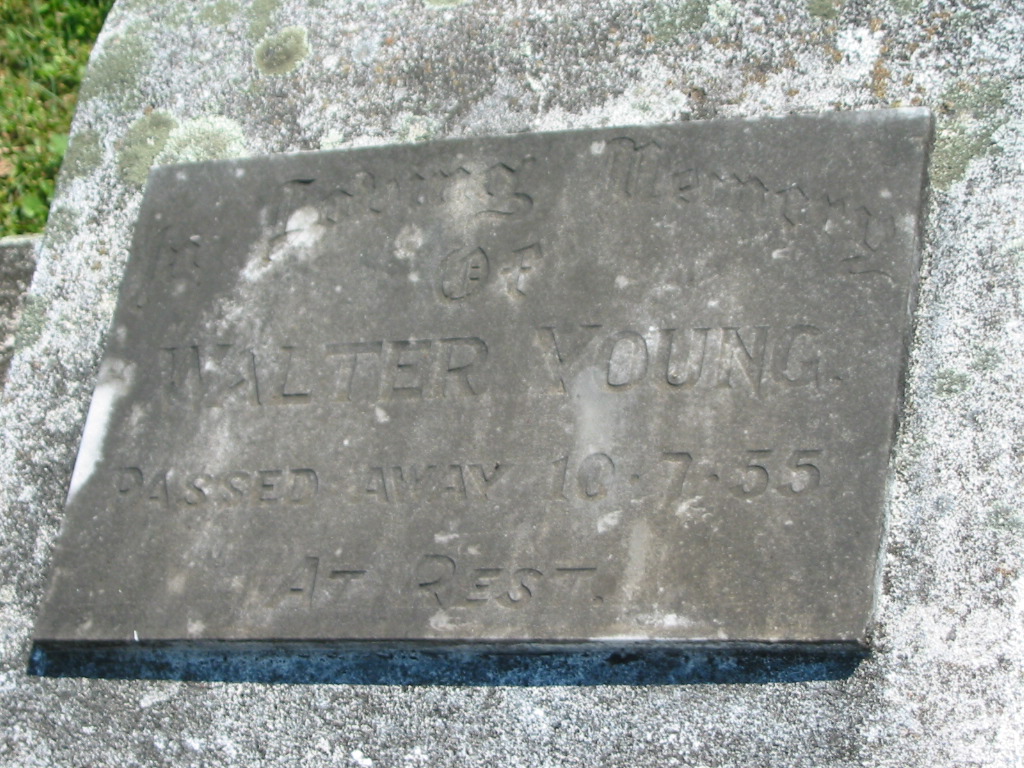 In Loving Memory
Of
WALTER YOUNG.
PASSED AWAY 10.7.55
AT REST.